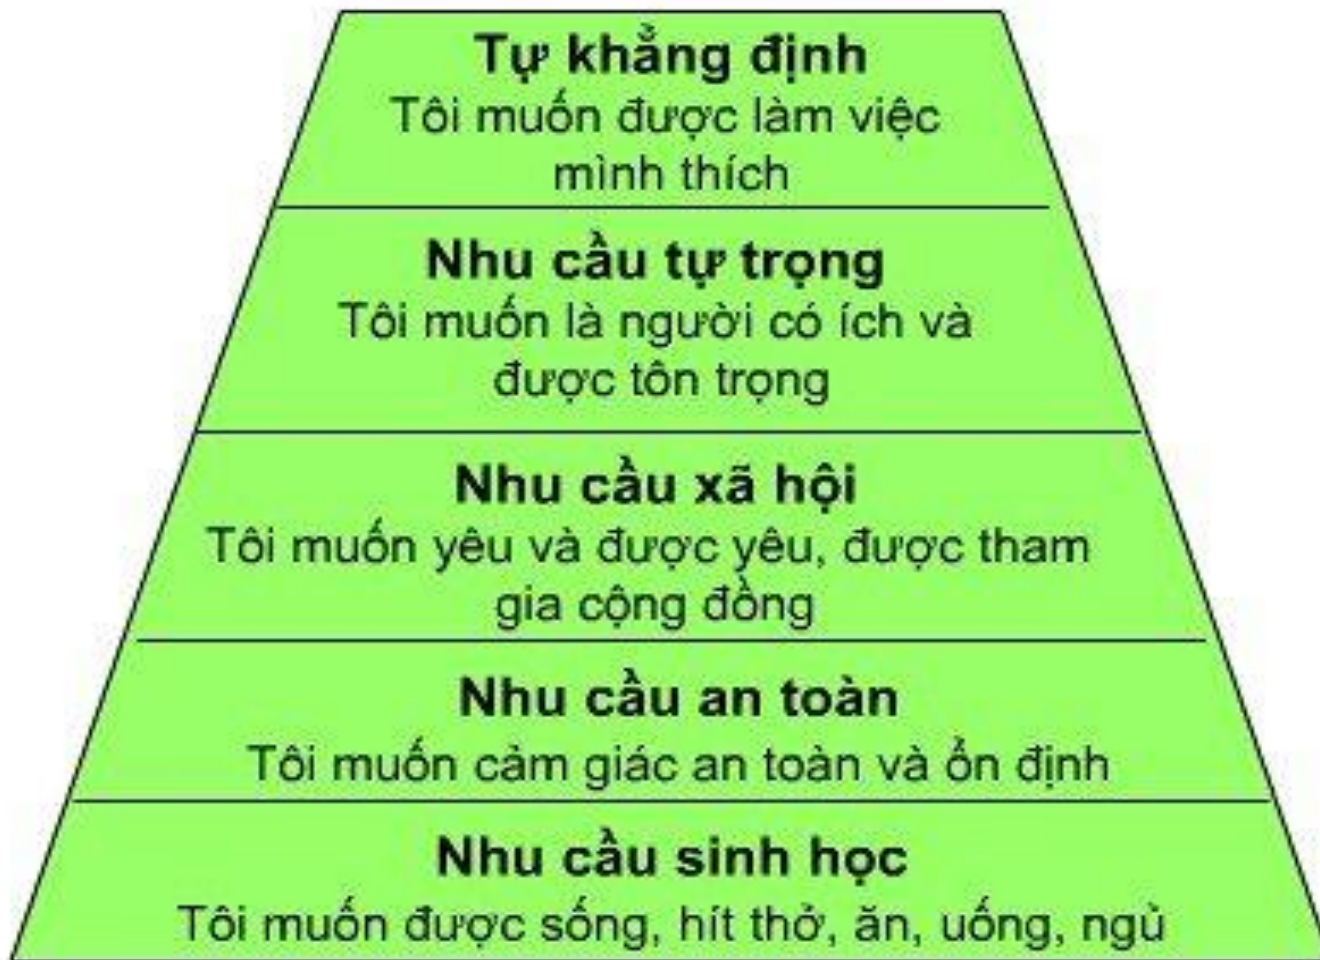 Tự khẳng định
Tôi muốn được làm việc
mình thích
Nhu cầu tự trọng
Tôi muốn là người có ích và
được tôn trọng
Nhu cầu xã hội
Tôi muốn yêu và được yêu, được tham
gia cộng đồng
Nhu cầu an toàn
Tôi muốn cảm giác an toàn và ổn định
Nhu cầu sinh học
Tôi muốn được sống, hít thở, ăn, uống, ngủ